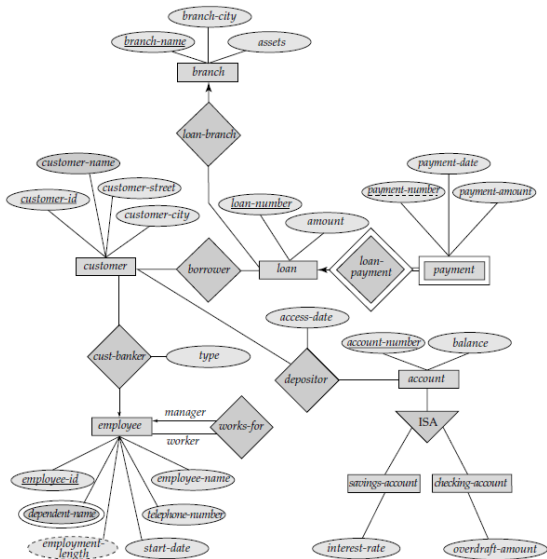 branch-city
branch-name
assets
branch
loan-branch
customer-name
payment-date
customer-street
payment-number
payment-amount
customer-id
loan-number
customer-city
amount
customer
borrower
loan
loan-
payment
payment
access-date
account-number
balance
cust-banker
type
depositor
account
manager
ISA
employee
works-for
worker
employee-id
employee-name
savings-account
checking-account
dependent-name
telephone-number
employment-
length
start-date
interest-rate
overdraft-amount